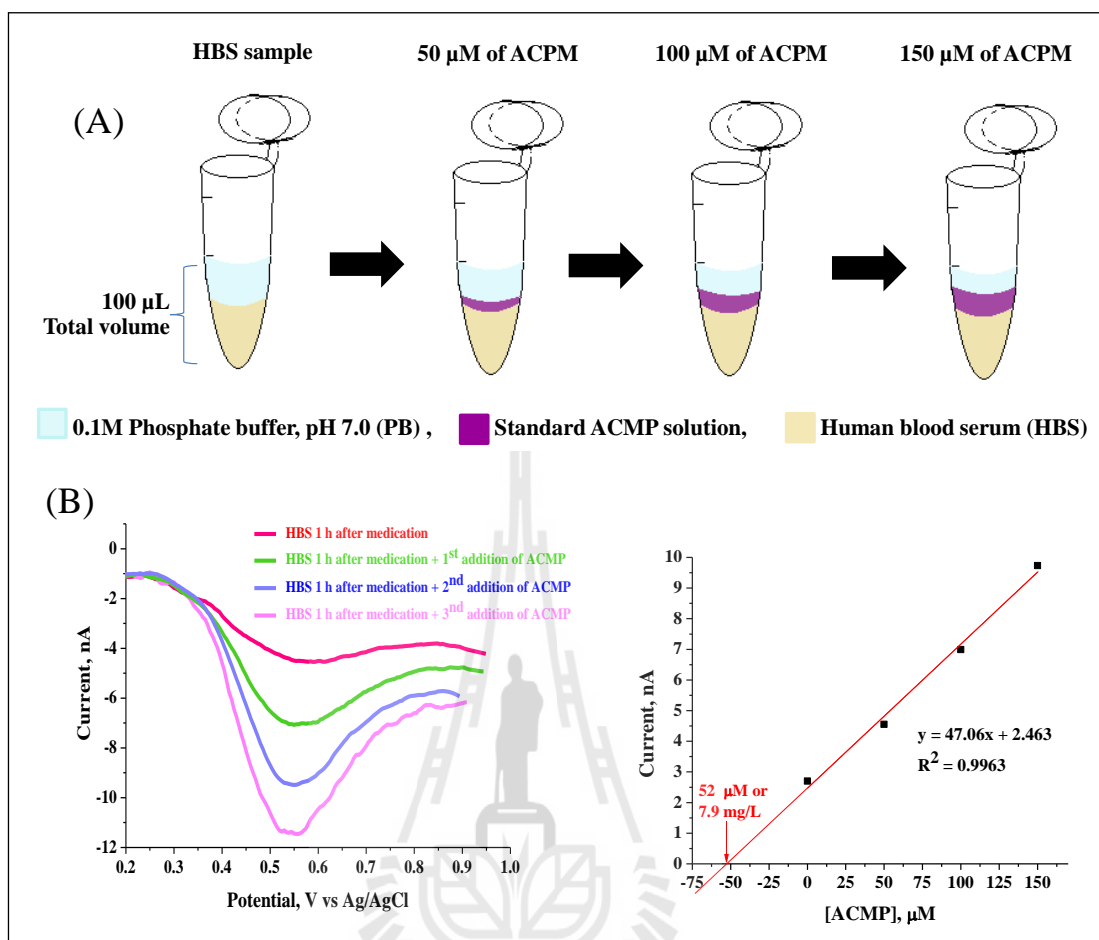 HBS sample 50 µM of ACPM 100 µM of ACPM 150 µM of ACPM
(A)
100 µL
Total volume
0.1M Phosphate buffer, pH 7.0 (PB) , Standard ACMP solution, Human blood serum (HBS)
(B)
HBS 1 h after medication
HBS 1 h after medication + 1st addition of ACMP
HBS 1 h after medication + 2nd addition of ACMP
HBS 1 h after medication + 3nd addition of ACMP
0
-2
-4
-6
-8
-10
-12
Current, nA
0.2 0.3 0.4 0.5 0.6 0.7 0.8 0.9 1.0
Potential, V vs Ag/AgCl
10
9
8
7
6
5
4
3
2
1
0
Current, nA
y = 47.06x + 2.463
R2 = 0.9963
52 µM or
7.9 mg/L
-75 -50 -25 0 25 50 75 100 125 150
[ACMP], µM